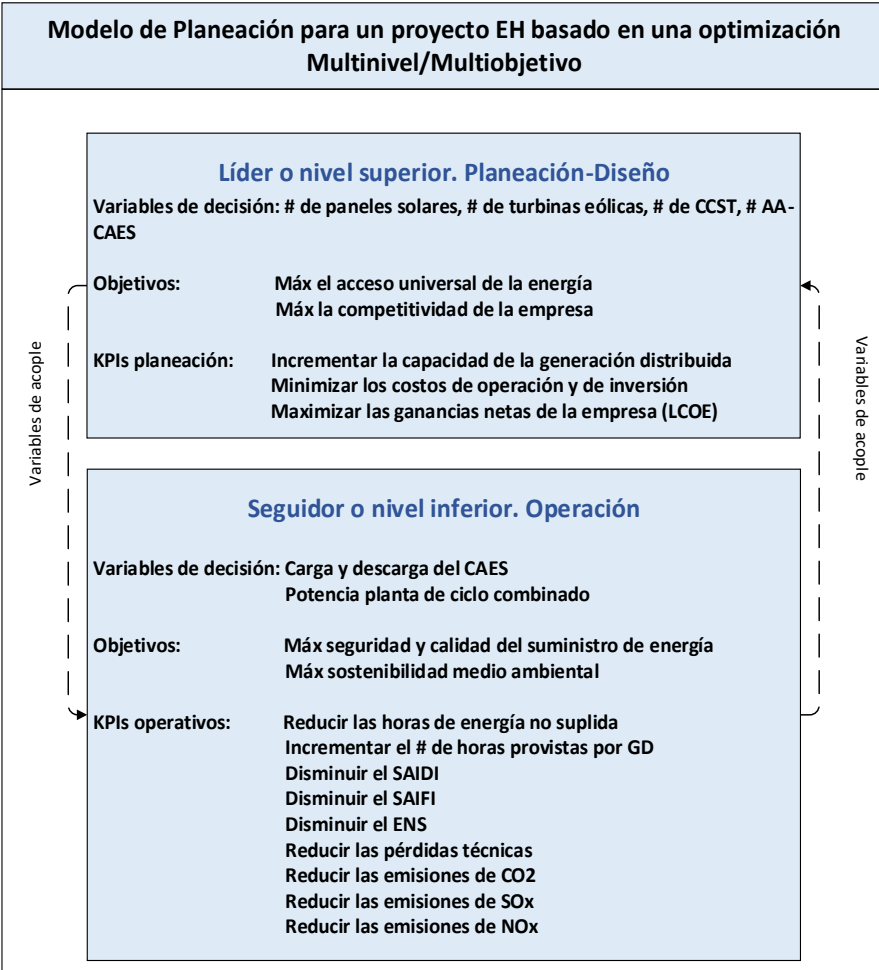 Modelo de Planeación para un proyecto EH basado en una optimización
Multinivel/Multiobjetivo
Líder o nivel superior. Planeación-Diseño
Variables de decisión: # de paneles solares, # de turbinas eólicas, # de CCST, # AA-
CAES
Objetivos: Máx el acceso universal de la energía
Máx la competitividad de la empresa
KPIs planeación: Incrementar la capacidad de la generación distribuida
Minimizar los costos de operación y de inversión
Maximizar las ganancias netas de la empresa (LCOE)
Variables de acople
Variables de acople
Seguidor o nivel inferior. Operación
Variables de decisión: Carga y descarga del CAES
Potencia planta de ciclo combinado
Objetivos: Máx seguridad y calidad del suministro de energía
Máx sostenibilidad medio ambiental
KPIs operativos: Reducir las horas de energía no suplida
Incrementar el # de horas provistas por GD
Disminuir el SAIDI
Disminuir el SAIFI
Disminuir el ENS
Reducir las pérdidas técnicas
Reducir las emisiones de CO2
Reducir las emisiones de SOx
Reducir las emisiones de NOx